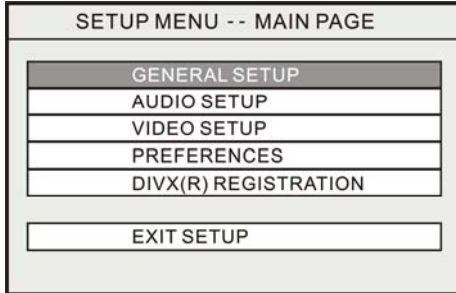 SETUP MENU -- MAIN PAGE
GENERAL SETUP
AUDIO SETUP
VIDEO SETUP
PREFERENCES
DIVX(R) REGISTRATION
EXIT SETUP